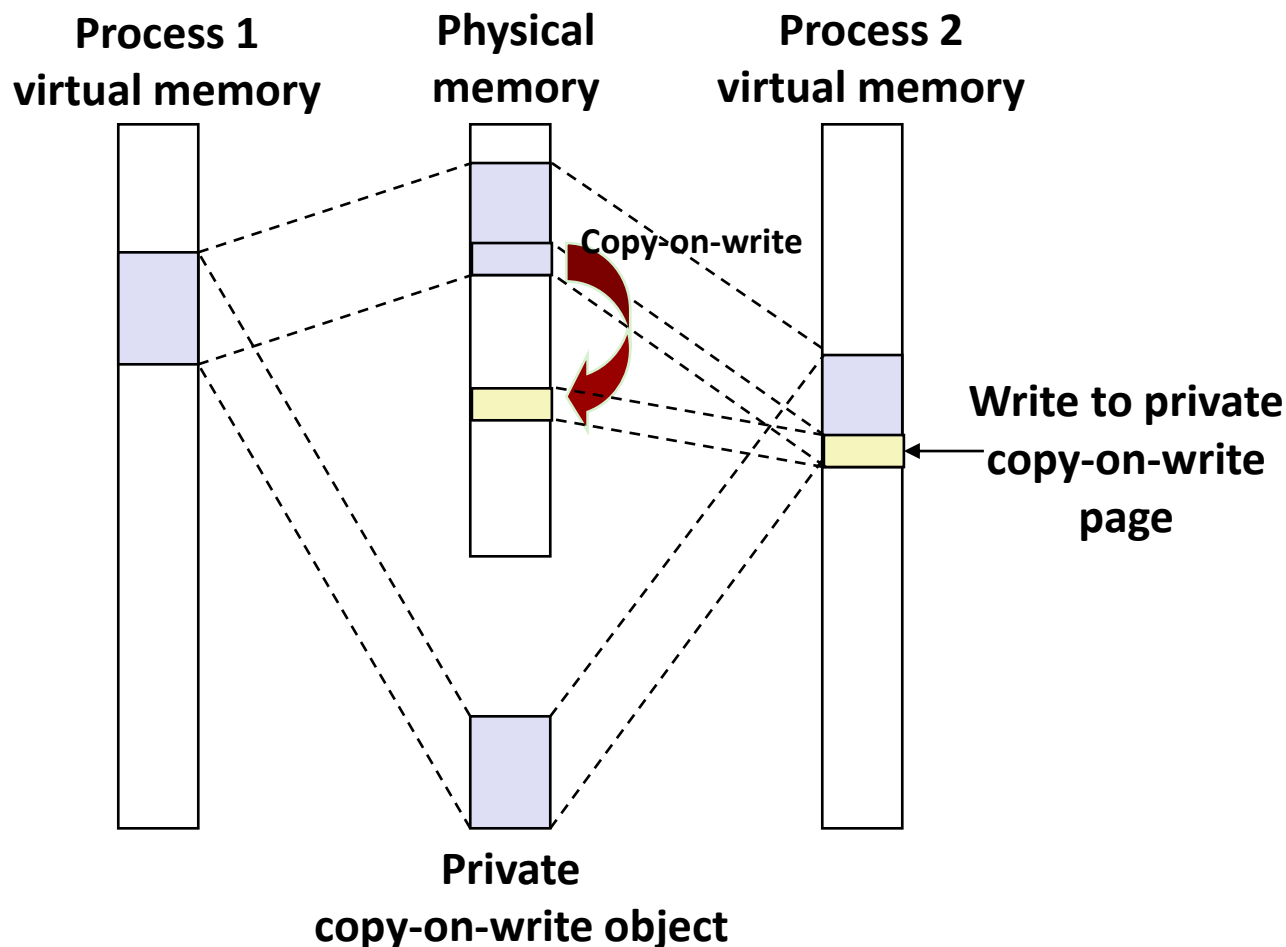 Process 1
virtual memory
Physical
memory
Process 2
virtual memory
Copy-on-write
Write to private
copy-on-write
page
Private
copy-on-write object